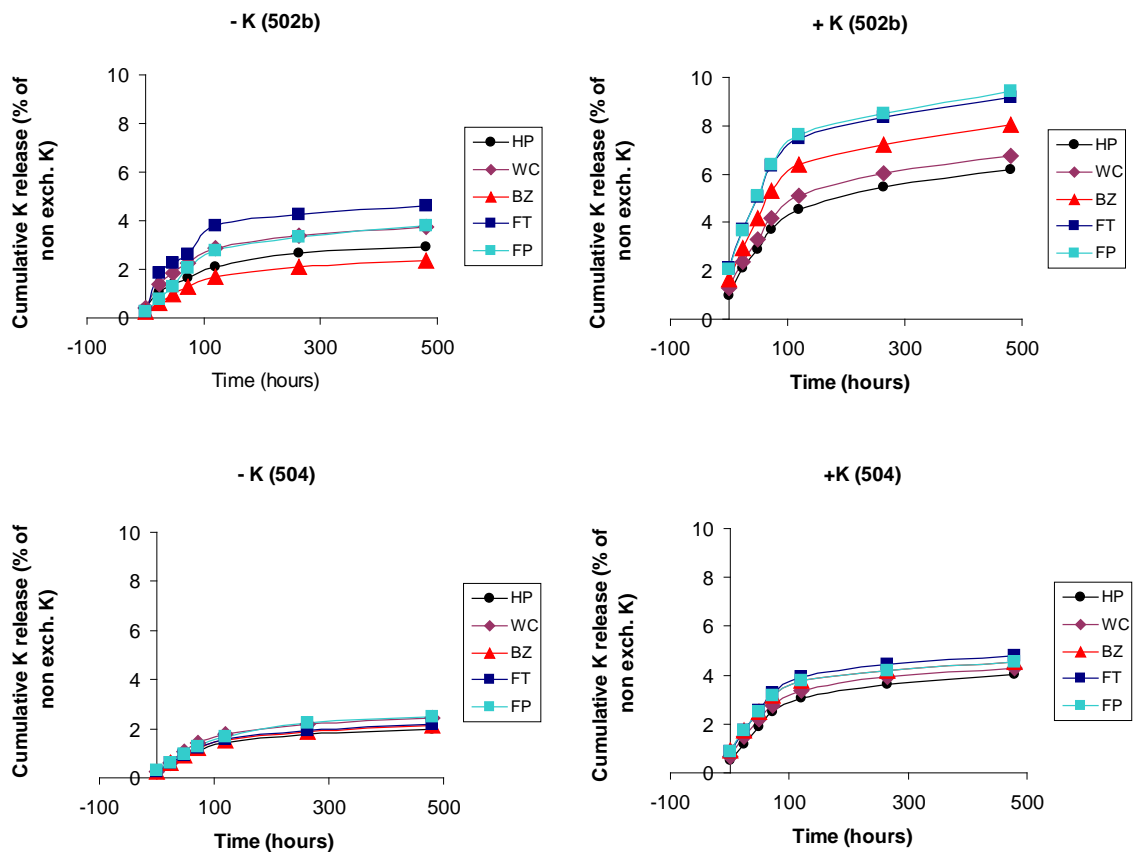 - K (502b)
Cumulative K release (% of
non exch. K)
10
8
6
4
2
0
-100
100
300
500
Time (hours)
HP
WC
BZ
FT
FP
+ K (502b)
Cumulative K release (% of
non exch. K)
10
8
6
4
2
0
-100
100
300
500
Time (hours)
HP
WC
BZ
FT
FP
- K (504)
Cumulative K release (% of
non exch. K)
10
8
6
4
2
0
-100
100
300
500
Time (hours)
HP
WC
BZ
FT
FP
+K (504)
Cumulative K release (% of
non exch. K)
10
8
6
4
2
0
-100
100
300
500
Time (hours)
HP
WC
BZ
FT
FP